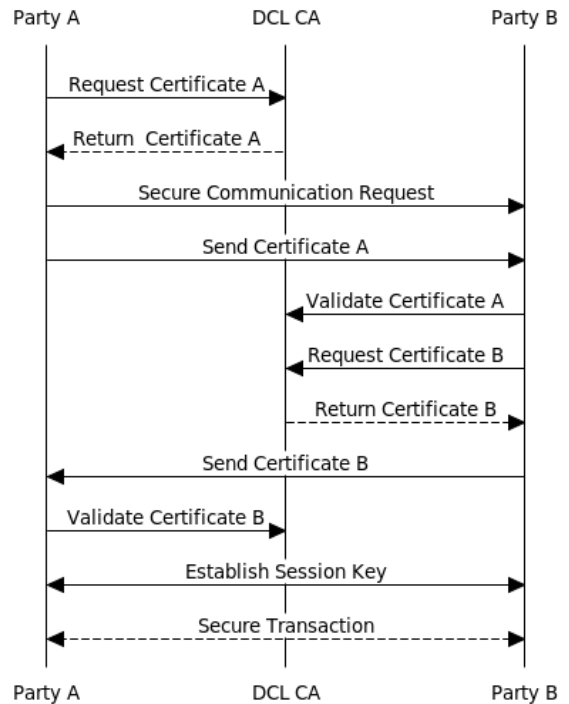 Party A DCL CA Party B
Request Certificate A
Return Certificate A
Secure Communication Request
Send Certificate A
Validate Certificate A
Request Certificate B
Return Certificate B
Send Certificate B
Validate Certificate B
Establish Session Key
Secure Transaction
Party A DCL CA Party B